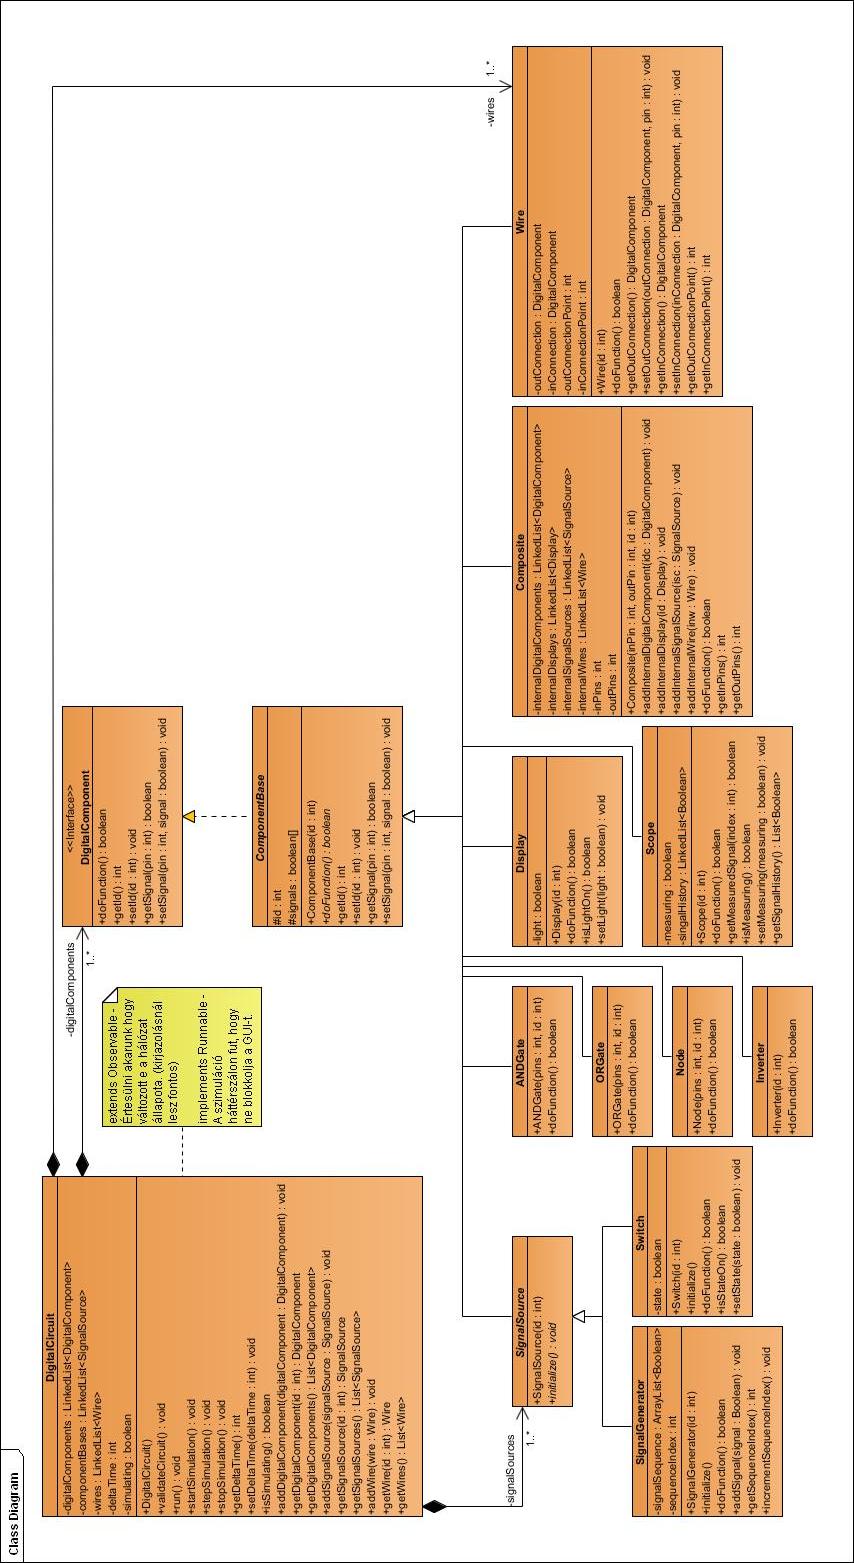 Class Diagram
DigitalCircuit
-digitalComponents : LinkedList<DigitalComponent>
-componentBases : LinkedList<SignalSource>
-wires : LinkedList<Wire>
-deltaTime : int
-simulating : boolean
+DigitalCircuit()
+validateCircuit() : void
+run() : void
+startSimulation() : void
+stepSimulation() : void
+stopSimulation() : void
+getDeltaTime() : int
+setDeltaTime(deltaTime : int) : void
+isSimulating() : boolean
+addDigitalComponent(digitalComponent : DigitalComponent) : void
+getDigitalComponent(id : int) : DigitalComponent
+getDigitalComponents() : List<DigitalComponent>
+addSignalSource(signalSource : SignalSource) : void
+getSignalSource(id : int) : SignalSource
+getSignalSources() : List<SignalSource>
+addWire(wire : Wire) : void
+getWire(id : int) : Wire
+getWires() : List<Wire>
extends Observable -
Értesülni akarunk hogy
változott e a hálózat
állapota. (kirjazolásnál
lesz fontos)
implements Runnable -
A szimuláció
háttérszálon fut, hogy
ne blokkolja a GUI-t.
-digitalComponents
1..*
<<Interface>>
DigitalComponent
+doFunction() : boolean
+getId() : int
+setId(id : int) : void
+getSignal(pin : int) : boolean
+setSignal(pin : int, signal : boolean) : void
ComponentBase
#id : int
#signals : boolean[]
+ComponentBase(id : int)
+doFunction() : boolean
+getId() : int
+setId(id : int) : void
+getSignal(pin : int) : boolean
+setSignal(pin : int, signal : boolean) : void
-wires
1..*
-signalSources
1..*
SignalSource
+SignalSource(id : int)
+initialize() : void
SignalGenerator
-signalSequence : ArrayList<Boolean>
-sequenceIndex : int
+SignalGenerator(id : int)
+initialize()
+doFunction() : boolean
+addSignal(signal : Boolean) : void
+getSequenceIndex() : int
+incrementSequenceIndex() : void
Switch
-state : boolean
+Switch(id : int)
+initialize()
+doFunction() : boolean
+isStateOn() : boolean
+setState(state : boolean) : void
ANDGate
+ANDGate(pins : int, id : int)
+doFunction() : boolean
ORGate
+ORGate(pins : int, id : int)
+doFunction() : boolean
Node
+Node(pins : int, id : int)
+doFunction() : boolean
Inverter
+Inverter(id : int)
+doFunction() : boolean
Display
-light : boolean
+Display(id : int)
+doFunction() : boolean
+isLightOn() : boolean
+setLight(light : boolean) : void
Scope
-measuring : boolean
-singalHistory : LinkedList<Boolean>
+Scope(id : int)
+doFunction() : boolean
+getMeasuredSignal(index : int) : boolean
+isMeasuring() : boolean
+setMeasuring(measuring : boolean) : void
+getSignalHistory() : List<Boolean>
Composite
-internalDigitalComponents : LinkedList<DigitalComponent>
-internalDisplays : LinkedList<Display>
-internalSignalSources : LinkedList<SignalSource>
-internalWires : LinkedList<Wire>
-inPins : int
-outPins : int
+Composite(inPin : int, outPin : int, id : int)
+addInternalDigitalComponent(idc : DigitalComponent) : void
+addInternalDisplay(id : Display) : void
+addInternalSignalSource(isc : SignalSource) : void
+addInternalWire(inw : Wire) : void
+doFunction() : boolean
+getInPins() : int
+getOutPins() : int
Wire
-outConnection : DigitalComponent
-inConnection : DigitalComponent
-outConnectionPoint : int
-inConnectionPoint : int
+Wire(id : int)
+doFunction() : boolean
+getOutConnection() : DigitalComponent
+setOutConnection(outConnection : DigitalComponent, pin : int) : void
+getInConnection() : DigitalComponent
+setInConnection(inConnection : DigitalComponent, pin : int) : void
+getOutConnectionPoint() : int
+getInConnectionPoint() : int